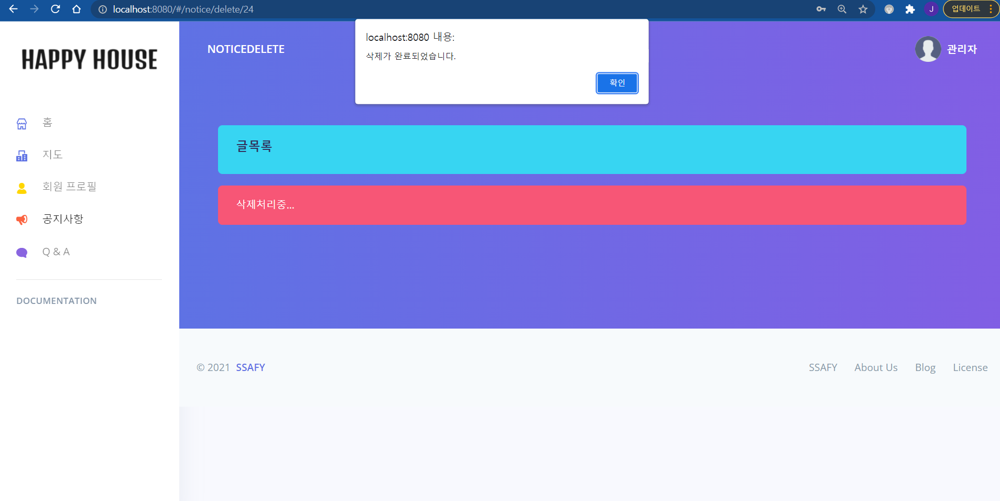 localhost:8080/#/notice/delete/24
J
업데이트
HAPPY HOUSE
홈
지도
회원 프로필
공지사항
Q & A
DOCUMENTATION
NOTICEDELETE
localhost:8080 내용:
삭제가 완료되었습니다.
확인
관리자
글목록
삭제처리중...
© 2021 SSAFY
SSAFY About Us Blog License